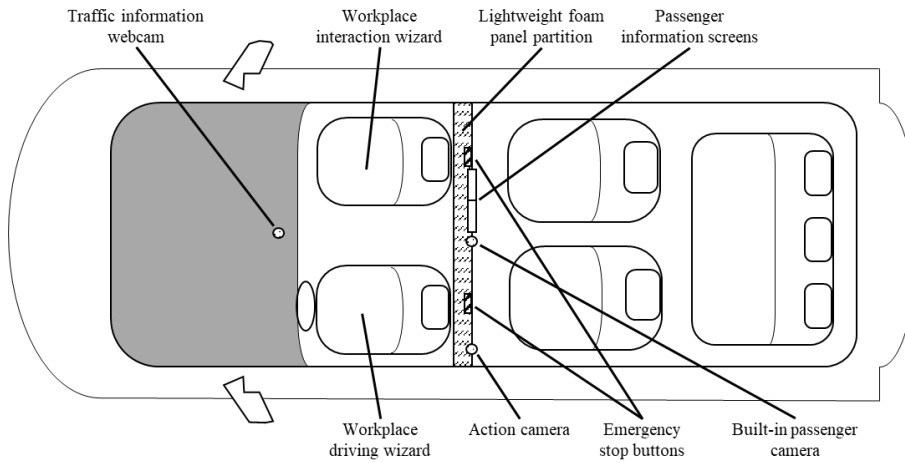 Traffic information
webcam
Workplace
interaction wizard
Lightweight foam
panel partition
Passenger
information screens
Workplace
driving wizard
Action camera
Emergency
stop buttons
Built-in passenger
camera